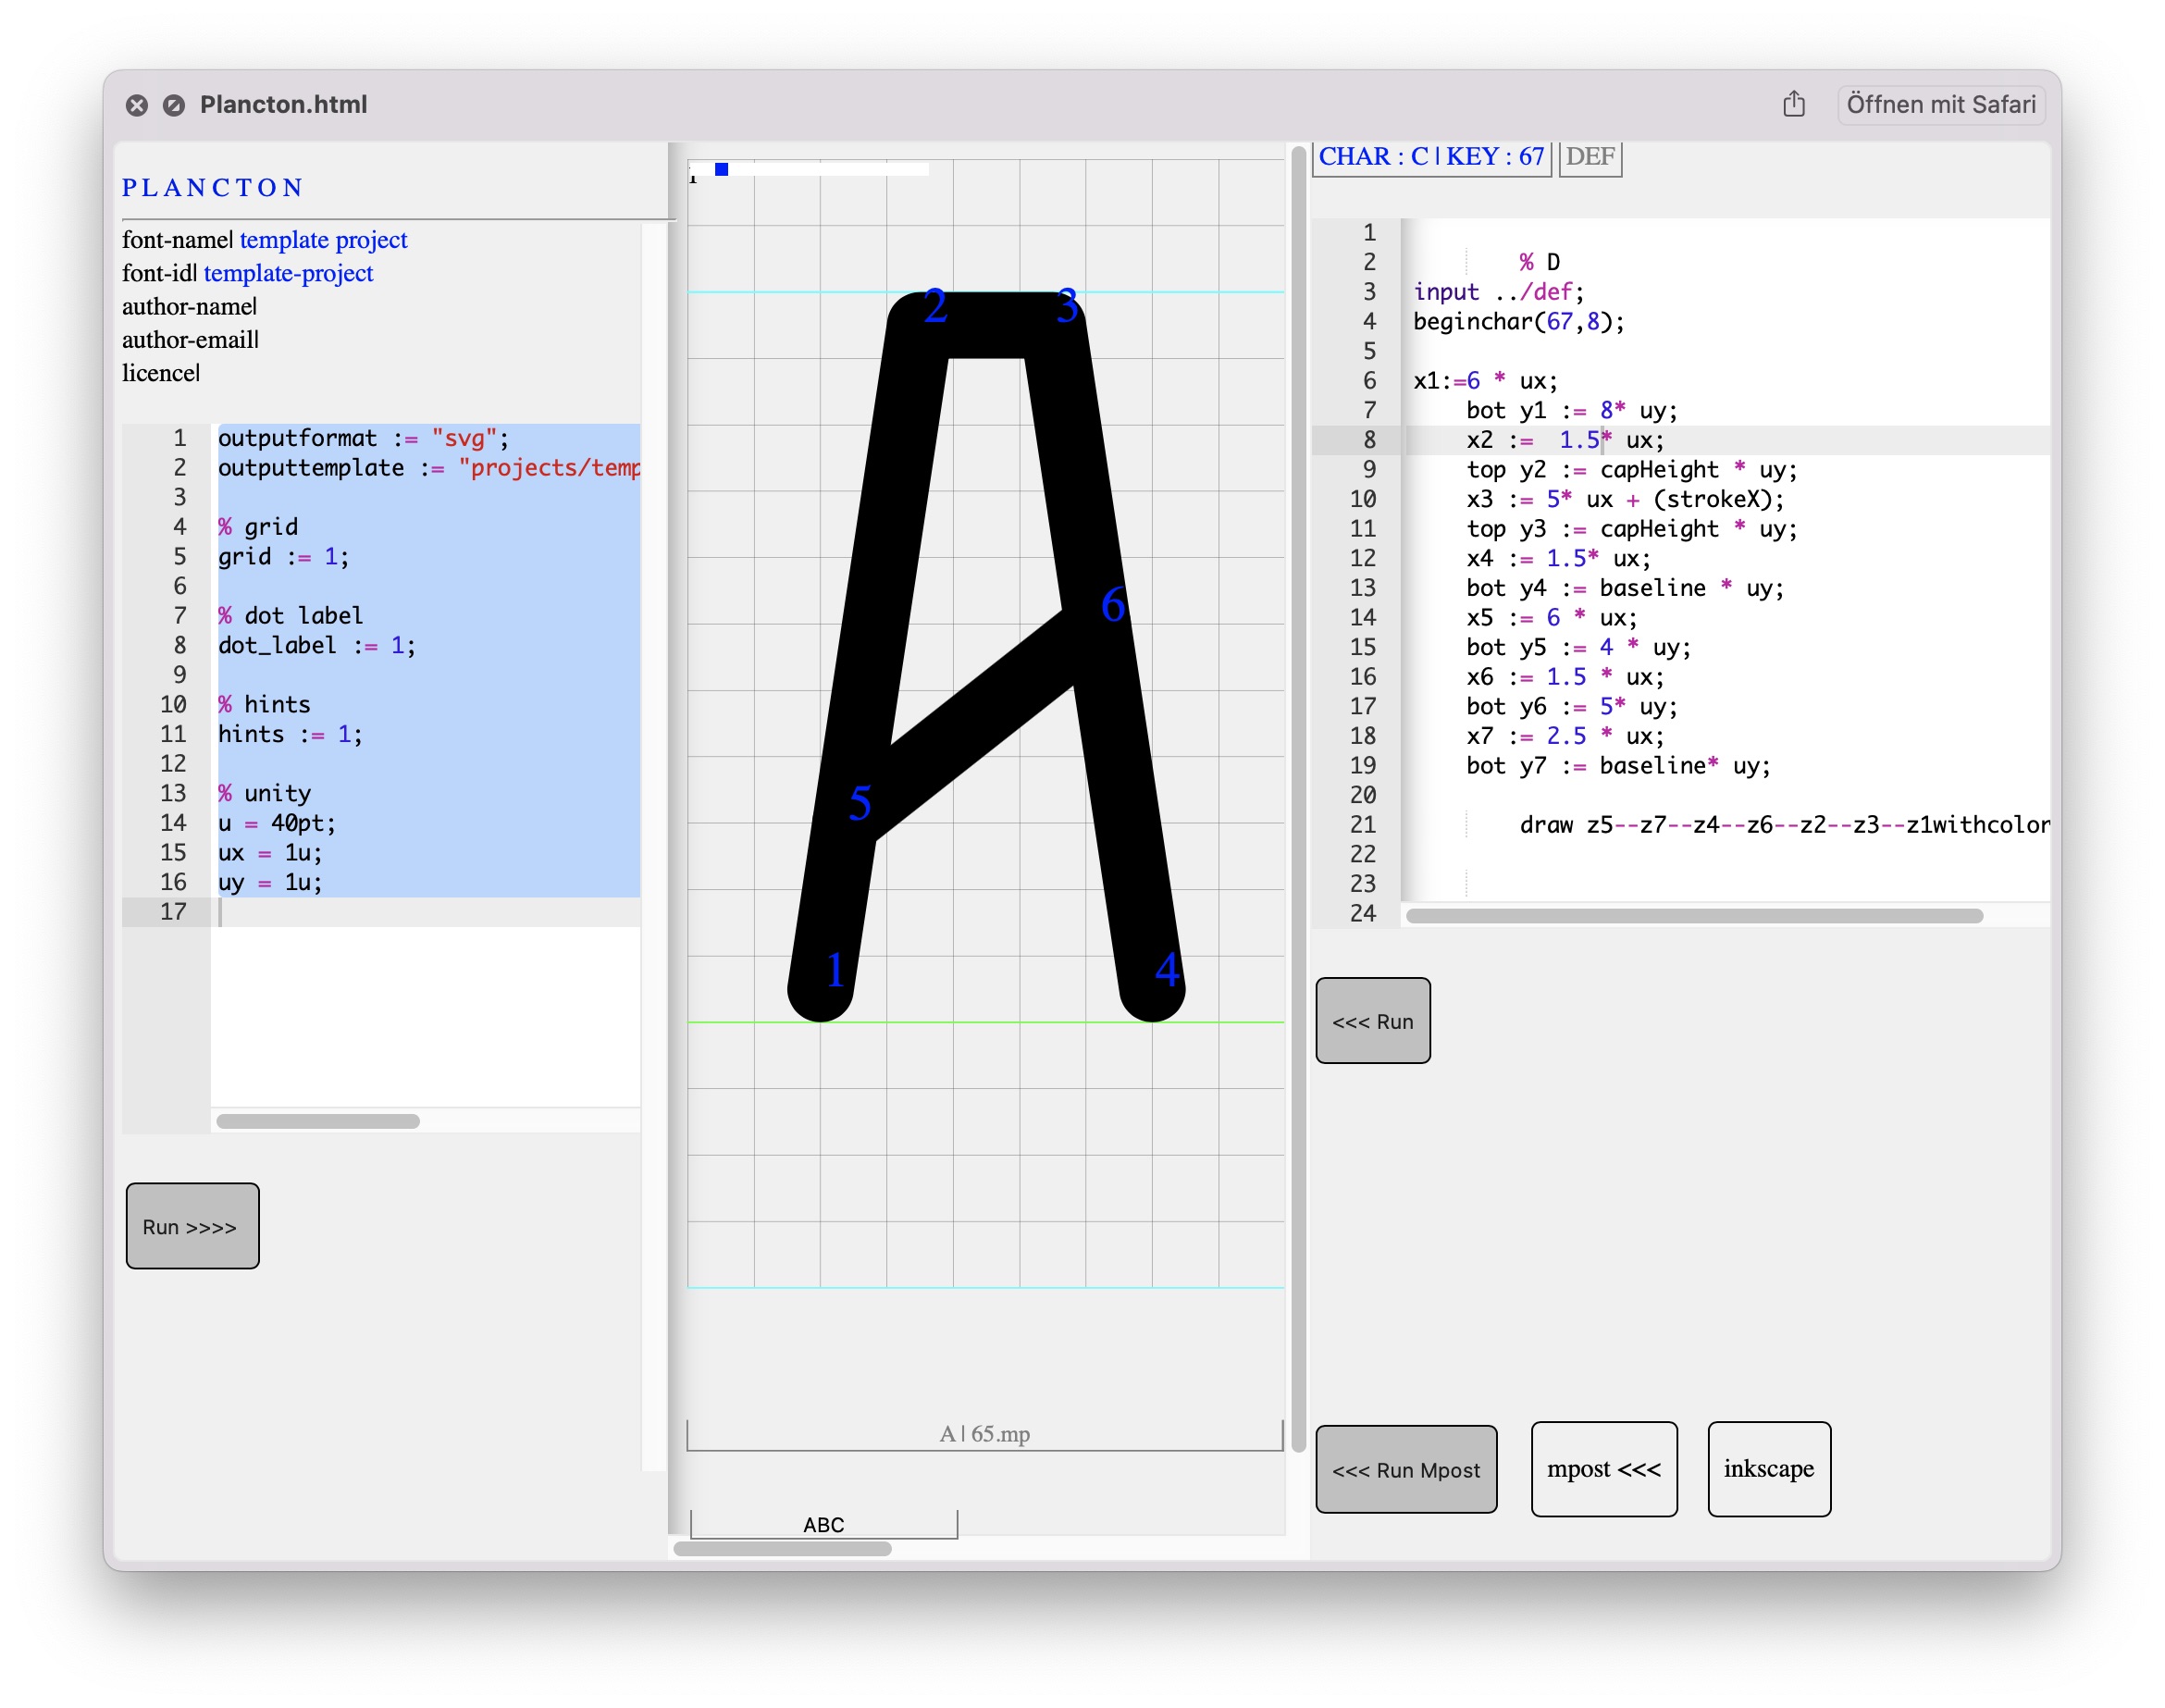 Plancton.html
Öffnen mit Safari
PLANCTON
font-name| template project
font-id| template-project
author-name|
author-email|
licence|
1 outputformat := "svg";
2 outputtemplate := "projects/temp
3
4 % grid
5 grid := 1;
6
7 % dot label
8 dot_label := 1;
9
10 % hints
11 hints := 1;
12
13 % unity
14 u = 40pt;
15 ux = 1u;
16 uy = 1u;
17
Run >>>>
2 3
6
5
1 4
A | 65.mp
ABC
CHAR : C | KEY : 67 DEF
1
2 % D
3 input ../def;
4 beginchar(67,8);
5
6 x1:=6 * ux;
7 bot y1 := 8* uy;
8 x2 :=  1.5* ux;
9 top y2 := capHeight * uy;
10 x3 := 5* ux + (strokeX);
11 top y3 := capHeight * uy;
12 x4 := 1.5* ux;
13 bot y4 := baseline * uy;
14 x5 := 6 * ux;
15 bot y5 := 4 * uy;
16 x6 := 1.5 * ux;
17 bot y6 := 5* uy;
18 x7 := 2.5 * ux;
19 bot y7 := baseline* uy;
20
21 draw z5--z7--z4--z6--z2--z3--z1withcolor
22
23
24
<<< Run
<<< Run Mpost
mpost <<<
inkscape